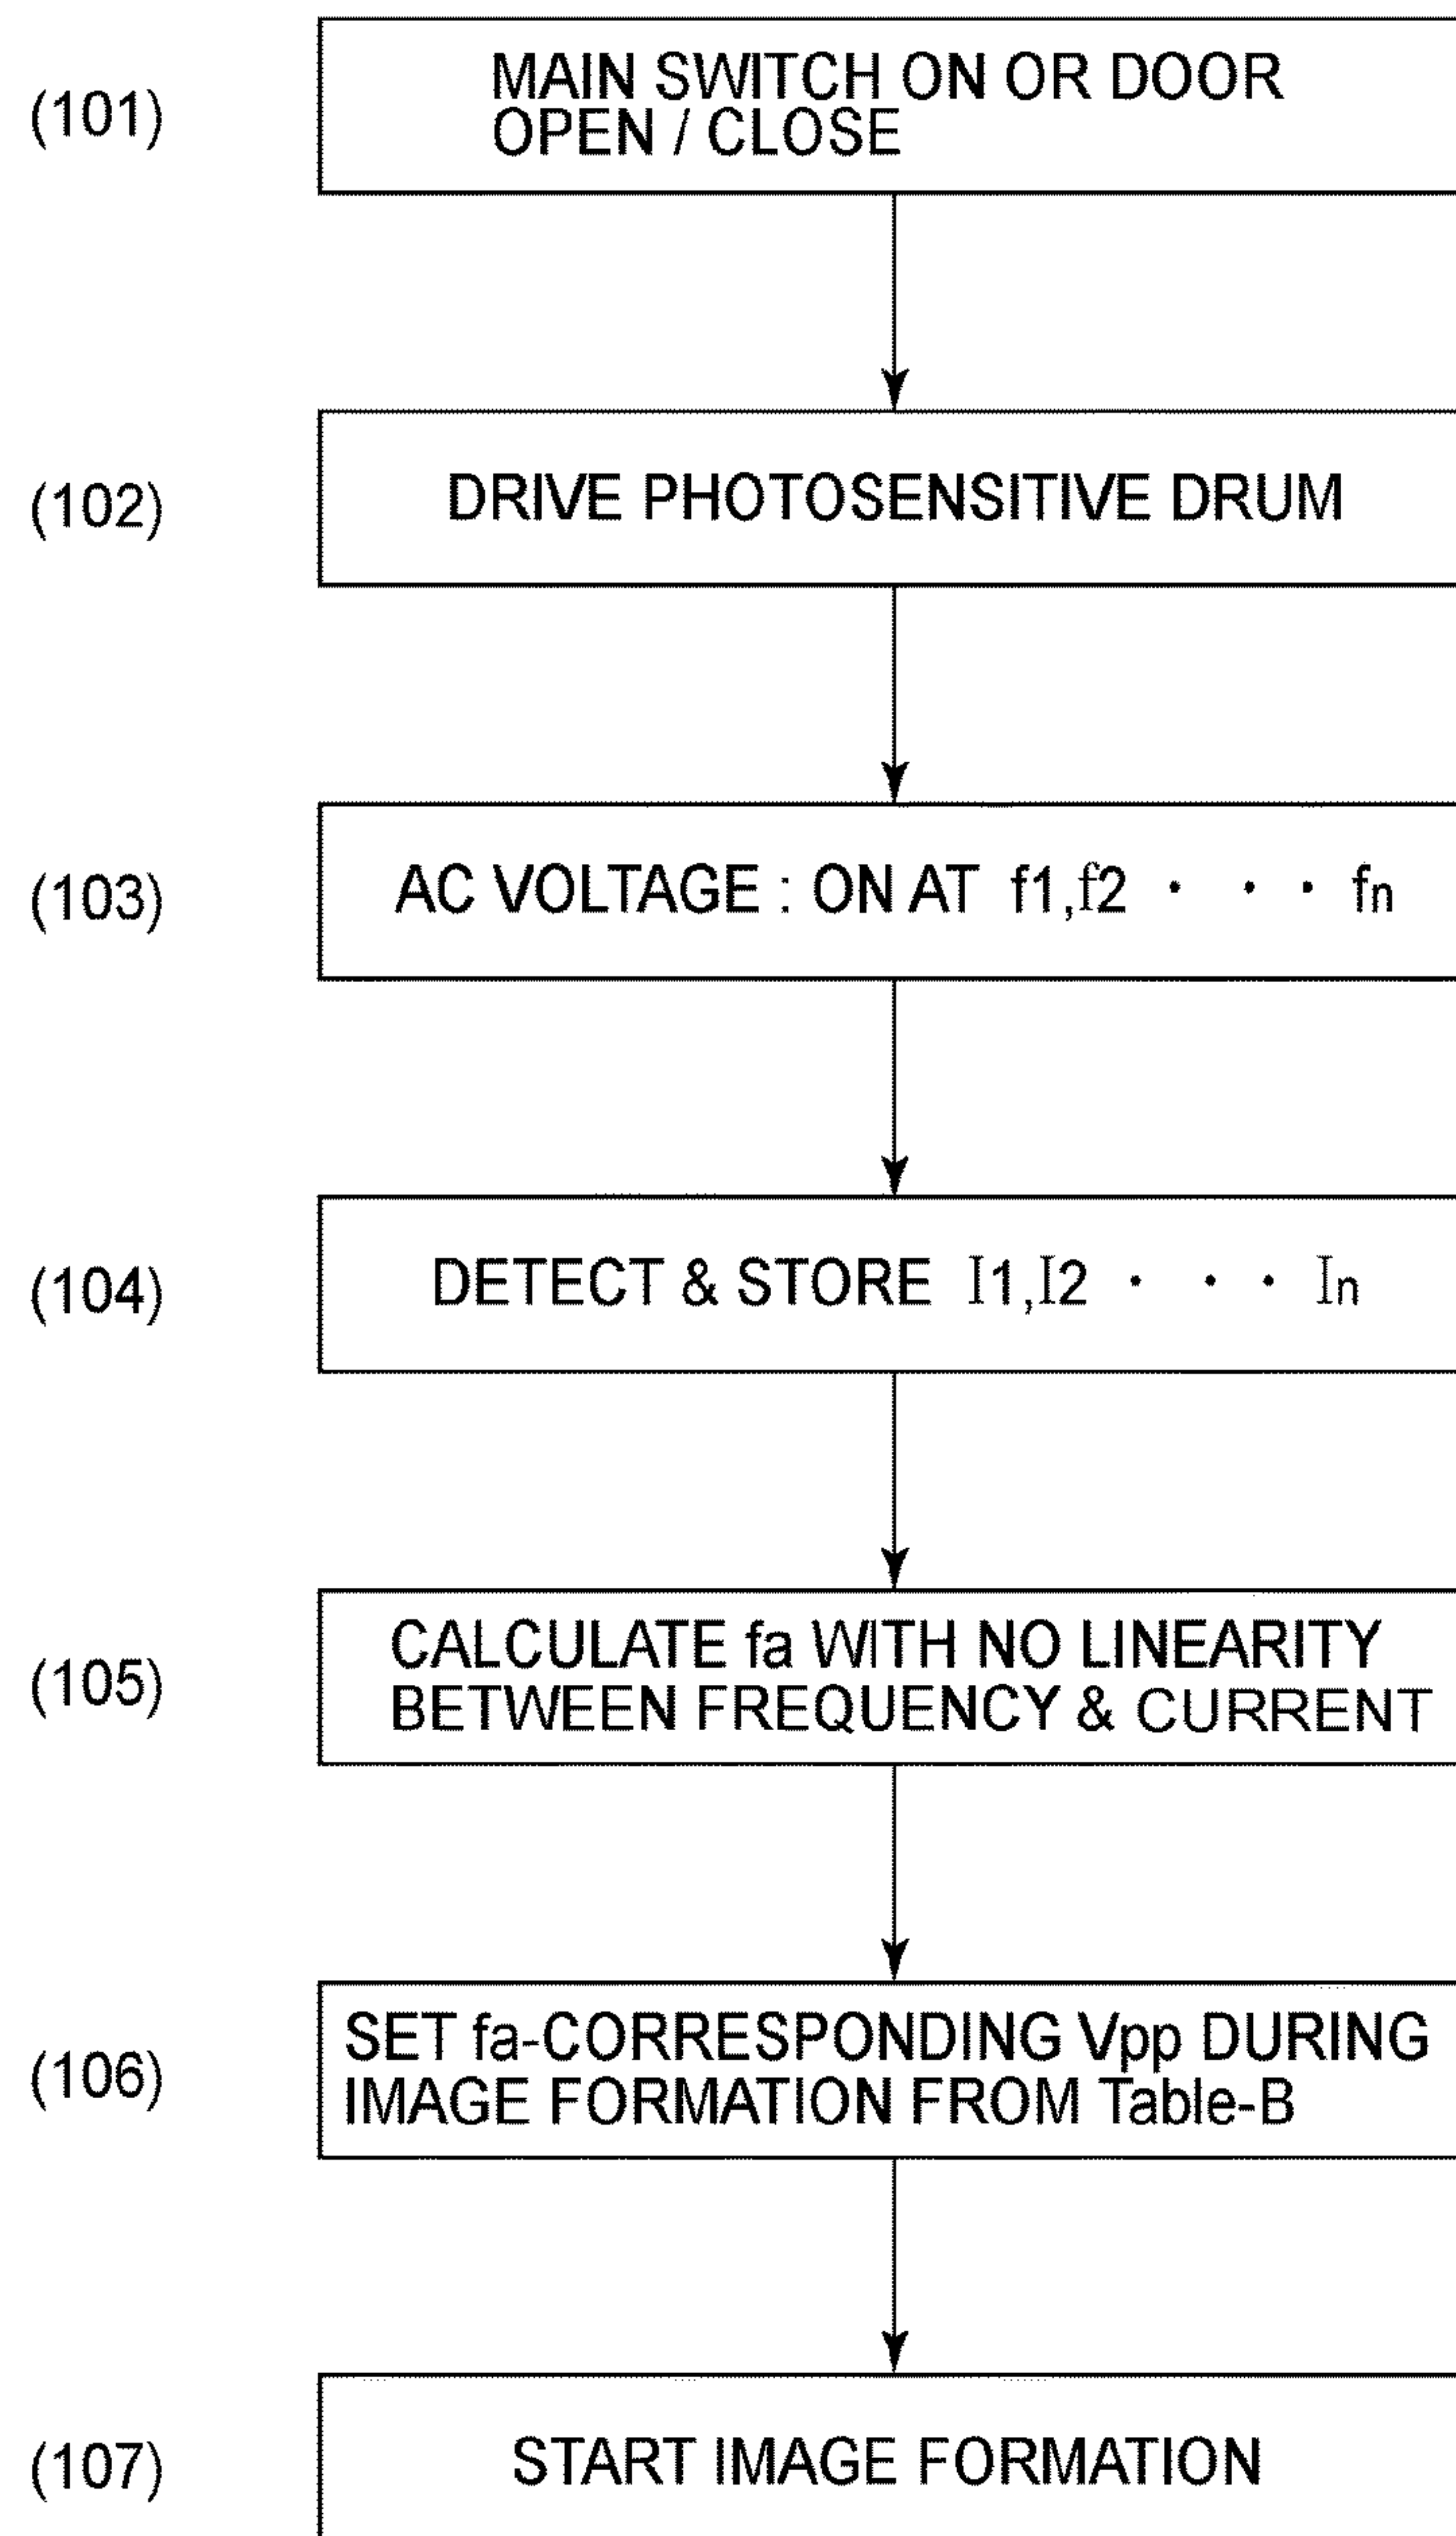 (101)
MAIN SWITCH ON OR DOOR
OPEN / CLOSE
(102)
DRIVE PHOTOSENSITIVE DRUM
(103)
AC VOLTAGE : ON AT f1,f2 · · · fn
(104)
DETECT & STORE I1,I2 · · · In
(105)
CALCULATE fa WITH NO LINEARITY
BETWEEN FREQUENCY & CURRENT
(106)
SET fa-CORRESPONDING Vpp DURING
IMAGE FORMATION FROM Table-B
(107)
START IMAGE FORMATION